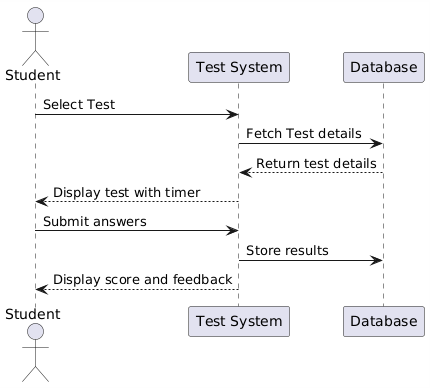 Student
Test System
Database
Select Test
Fetch Test details
Return test details
Display test with timer
Submit answers
Store results
Display score and feedback
Student
Test System
Database